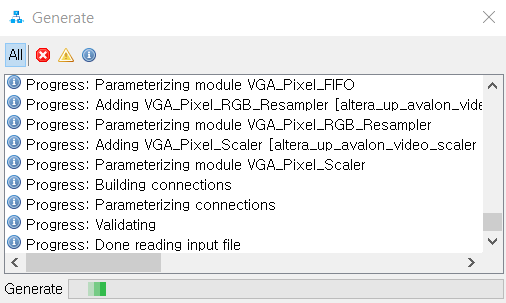 Generate
All
Progress: Parameterizing module VGA_Pixel_FIFO
Progress: Adding VGA_Pixel_RGB_Resampler [altera_up_avalon_vide
Progress: Parameterizing module VGA_Pixel_RGB_Resampler
Progress: Adding VGA_Pixel_Scaler [altera_up_avalon_video_scaler
Progress: Parameterizing module VGA_Pixel_Scaler
Progress: Building connections
Progress: Parameterizing connections
Progress: Validating
Progress: Done reading input file
Generate